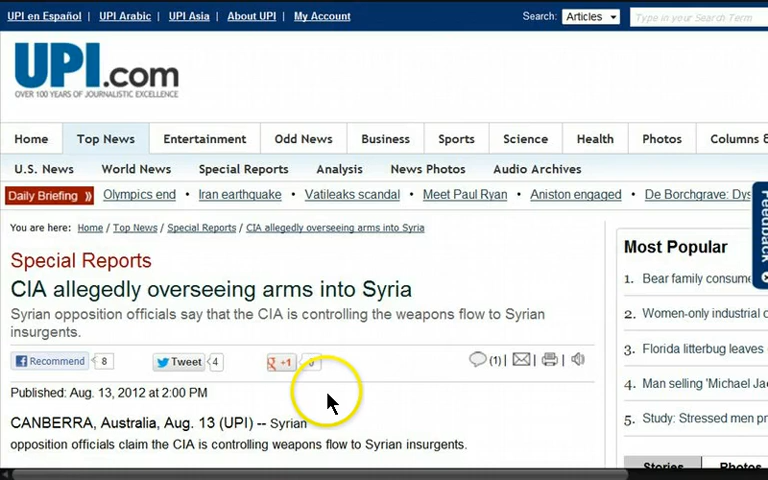 UPI en Español | UPI Arabic | UPI Asia | About UPI | My Account Search: Articles Type in your Search Term
UPI.com
OVER 100 YEARS OF JOURNALISTIC EXCELLENCE
Home Top News Entertainment Odd News Business Sports Science Health Photos Columns &
U.S. News World News Special Reports Analysis News Photos Audio Archives
Daily Briefing Olympics end • Iran earthquake • Vatileaks scandal • Meet Paul Ryan • Aniston engaged • De Borchgrave: Dys
Feedback
You are here: Home / Top News / Special Reports / CIA allegedly overseeing arms into Syria
Special Reports
CIA allegedly overseeing arms into Syria
Syrian opposition officials say that the CIA is controlling the weapons flow to Syrian
insurgents.
Recommend 8 Tweet 4 +1 0 (1) | | |
Published: Aug. 13, 2012 at 2:00 PM
CANBERRA, Australia, Aug. 13 (UPI) -- Syrian
opposition officials claim the CIA is controlling weapons flow to Syrian insurgents.
Most Popular
1. Bear family consume
2. Women-only industrial c
3. Florida litterbug leaves
4. Man selling 'Michael Ja
5. Study: Stressed men pr
Stories Photos